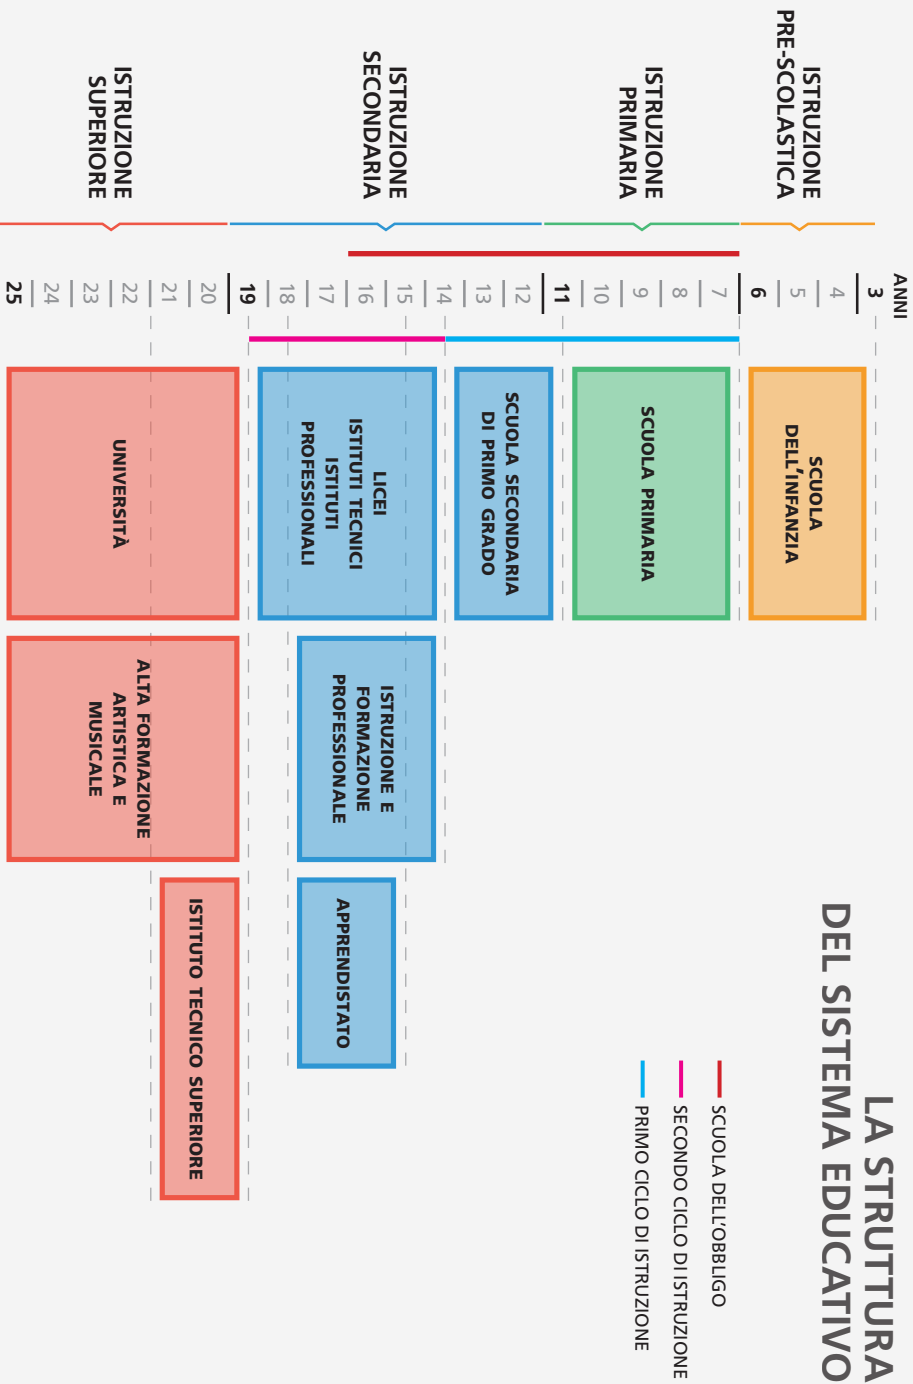 LA STRUTTURA
DEL SISTEMA EDUCATIVO
SCUOLA DELL'OBBLIGO
SECONDO CICLO DI ISTRUZIONE
PRIMO CICLO DI ISTRUZIONE
ANNI
ISTRUZIONE
PRE-SCOLASTICA
3
4
5
6
SCUOLA
DELL'INFANZIA
ISTRUZIONE
PRIMARIA
7
8
9
10
11
SCUOLA PRIMARIA
ISTRUZIONE
SECONDARIA
12
13
14
15
16
17
18
19
SCUOLA SECONDARIA
DI PRIMO GRADO
LICEI
ISTITUTI TECNICI
ISTITUTI
PROFESSIONALI
ISTRUZIONE E
FORMAZIONE
PROFESSIONALE
APPRENDISTATO
ISTRUZIONE
SUPERIORE
20
21
22
23
24
25
UNIVERSITÀ
ALTA FORMAZIONE
ARTISTICA E
MUSICALE
ISTITUTO TECNICO SUPERIORE